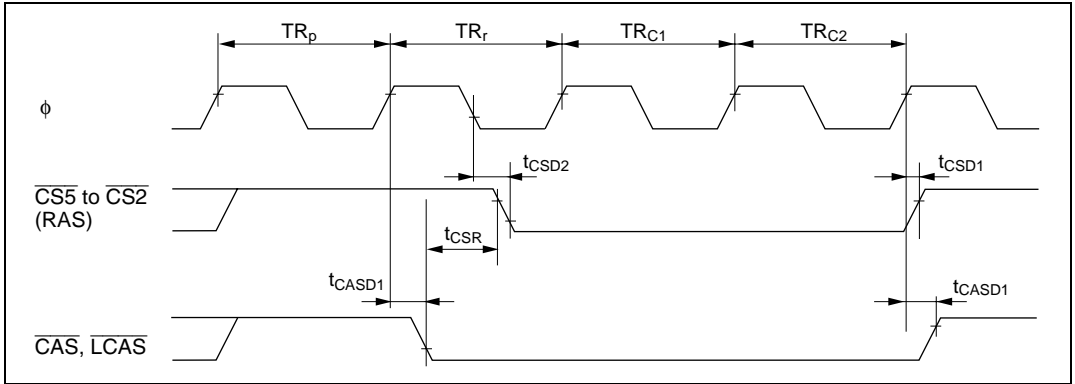 TRp TRr TRC1 TRC2
φ
tCSD2 tCSD1
CS5 to CS2
(RAS)
tCSR
tCASD1 tCASD1
CAS, LCAS